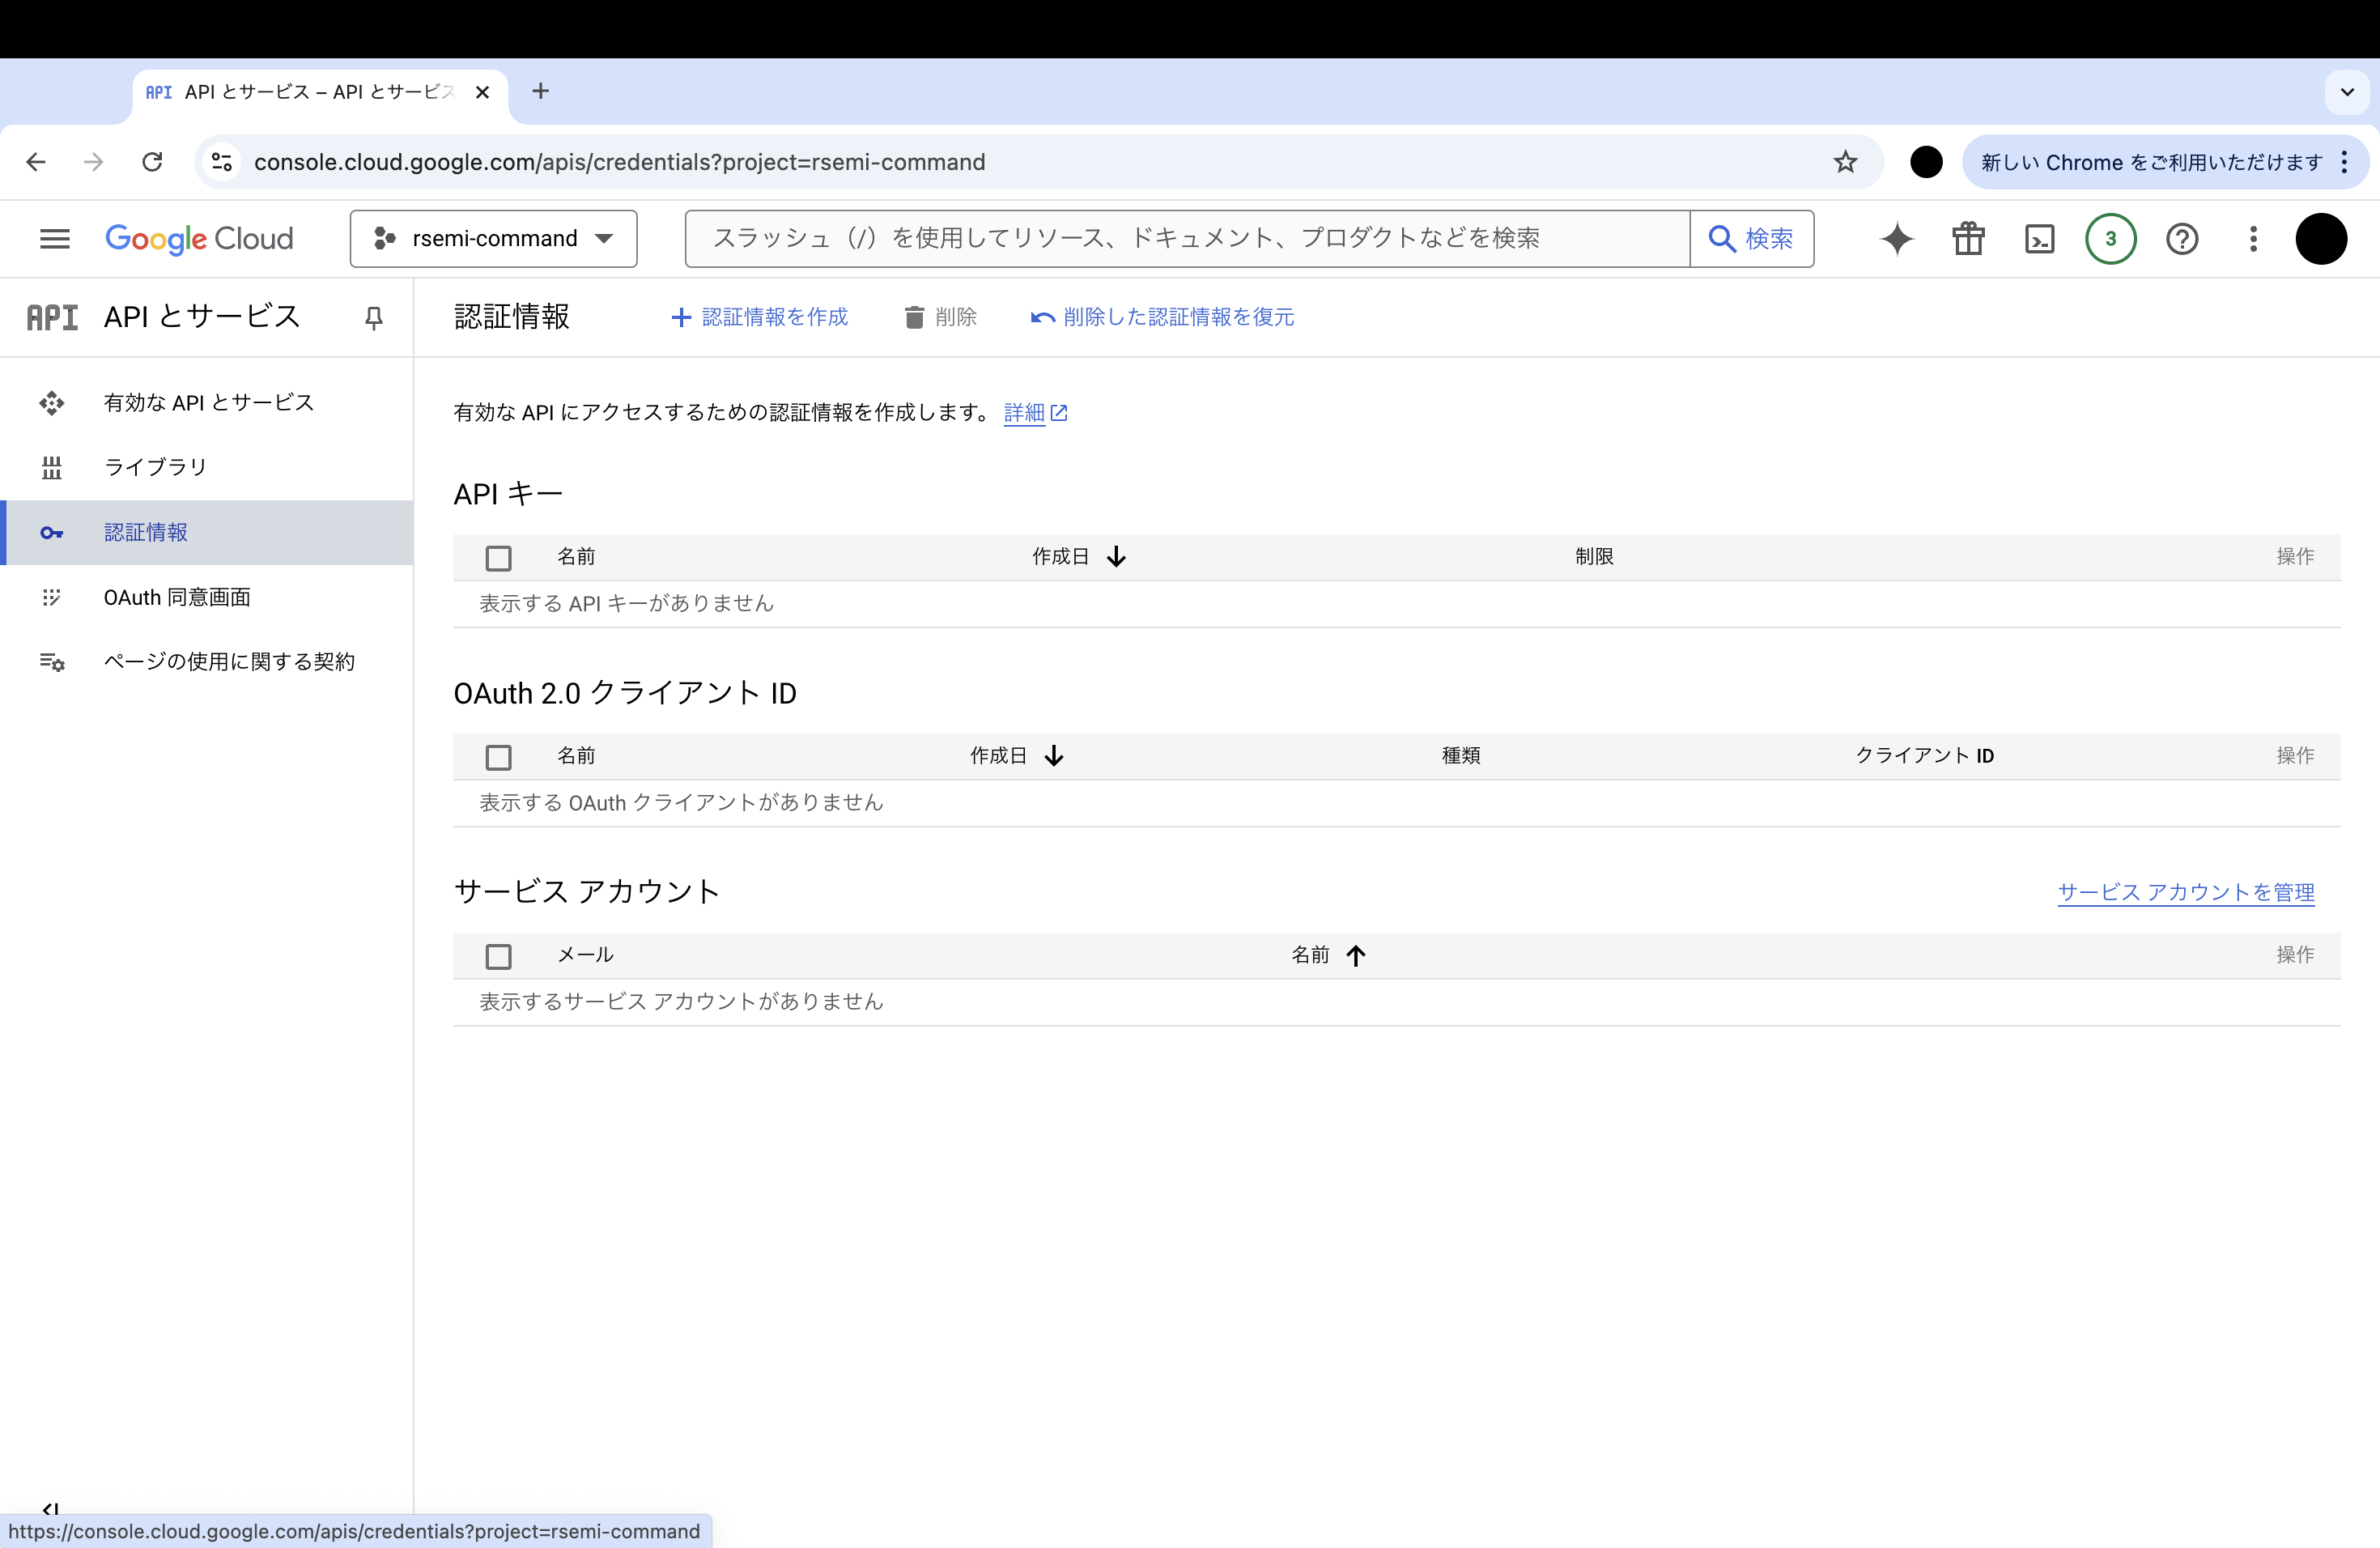 API API とサービス – API とサービス
console.cloud.google.com/apis/credentials?project=rsemi-command
新しい Chrome をご利用いただけます
Google Cloud
rsemi-command
スラッシュ（/）を使用してリソース、ドキュメント、プロダクトなどを検索
検索
3
API API とサービス
認証情報
認証情報を作成
削除
削除した認証情報を復元
有効な API とサービス
ライブラリ
認証情報
OAuth 同意画面
ページの使用に関する契約
有効な API にアクセスするための認証情報を作成します。 詳細
API キー
名前 作成日 制限 操作
表示する API キーがありません
OAuth 2.0 クライアント ID
名前 作成日 種類 クライアント ID 操作
表示する OAuth クライアントがありません
サービス アカウント
サービス アカウントを管理
メール 名前 操作
表示するサービス アカウントがありません
https://console.cloud.google.com/apis/credentials?project=rsemi-command